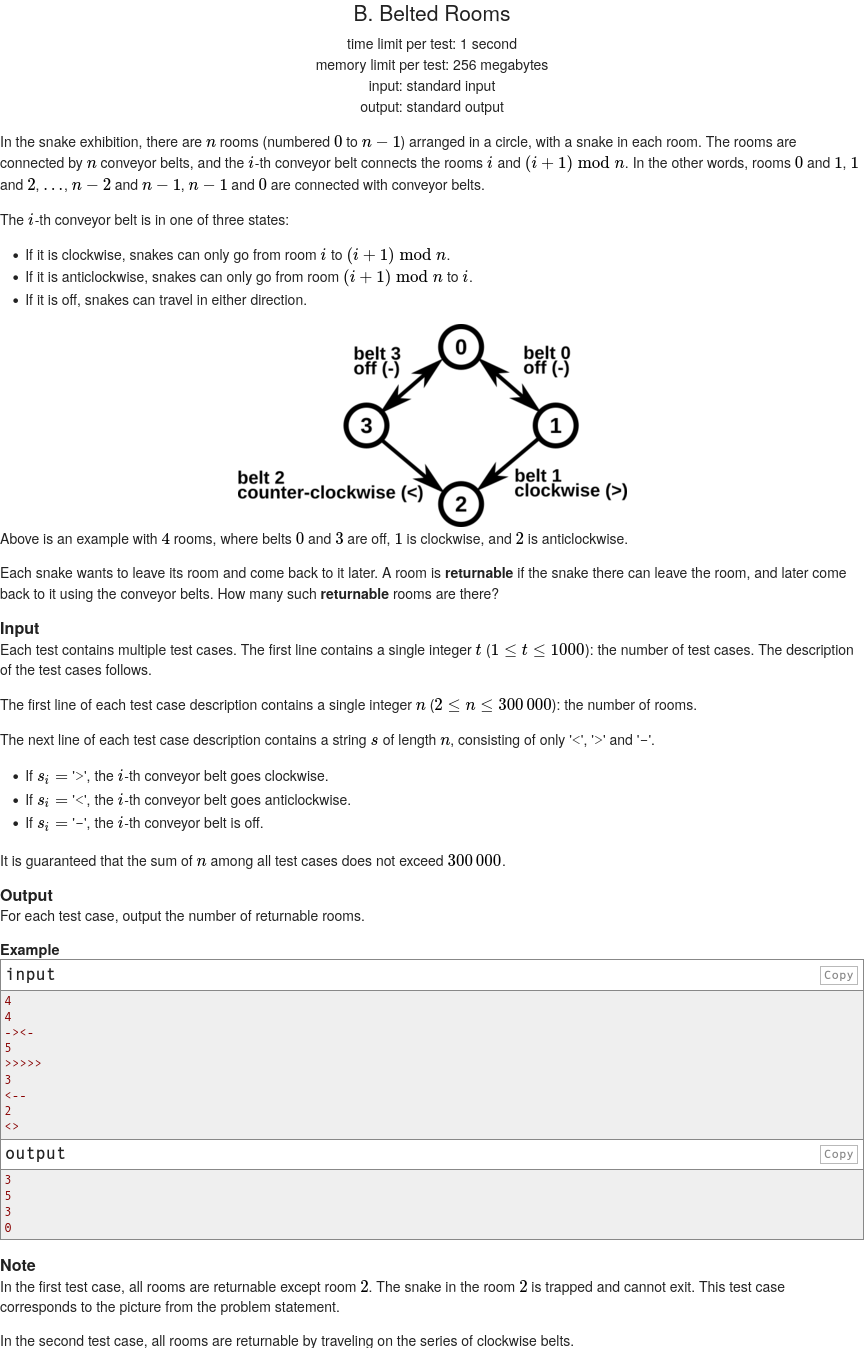 B. Belted Rooms
time limit per test: 1 second
memory limit per test: 256 megabytes
input: standard input
output: standard output
In the snake exhibition, there are n rooms (numbered 0 to n − 1) arranged in a circle, with a snake in each room. The rooms are
connected by n conveyor belts, and the i-th conveyor belt connects the rooms i and (i + 1) mod n. In the other words, rooms 0 and 1, 1
and 2, …, n − 2 and n − 1, n − 1 and 0 are connected with conveyor belts.
The i-th conveyor belt is in one of three states:
• If it is clockwise, snakes can only go from room i to (i + 1) mod n.
• If it is anticlockwise, snakes can only go from room (i + 1) mod n to i.
• If it is off, snakes can travel in either direction.
0
belt 3
off (-)
belt 0
off (-)
3
1
belt 2
counter-clockwise (<)
belt 1
clockwise (>)
2
Above is an example with 4 rooms, where belts 0 and 3 are off, 1 is clockwise, and 2 is anticlockwise.
Each snake wants to leave its room and come back to it later. A room is returnable if the snake there can leave the room, and later come
back to it using the conveyor belts. How many such returnable rooms are there?
Input
Each test contains multiple test cases. The first line contains a single integer t (1 ≤ t ≤ 1000): the number of test cases. The description
of the test cases follows.
The first line of each test case description contains a single integer n (2 ≤ n ≤ 300 000): the number of rooms.
The next line of each test case description contains a string s of length n, consisting of only '<', '>' and '−'.
• If sᵢ = '>', the i-th conveyor belt goes clockwise.
• If sᵢ = '<', the i-th conveyor belt goes anticlockwise.
• If sᵢ = '−', the i-th conveyor belt is off.
It is guaranteed that the sum of n among all test cases does not exceed 300 000.
Output
For each test case, output the number of returnable rooms.
Example
input
Copy
4
4
-><-
5
>>>>>
3
<--
2
<>
output
Copy
3
5
3
0
Note
In the first test case, all rooms are returnable except room 2. The snake in the room 2 is trapped and cannot exit. This test case
corresponds to the picture from the problem statement.
In the second test case, all rooms are returnable by traveling on the series of clockwise belts.